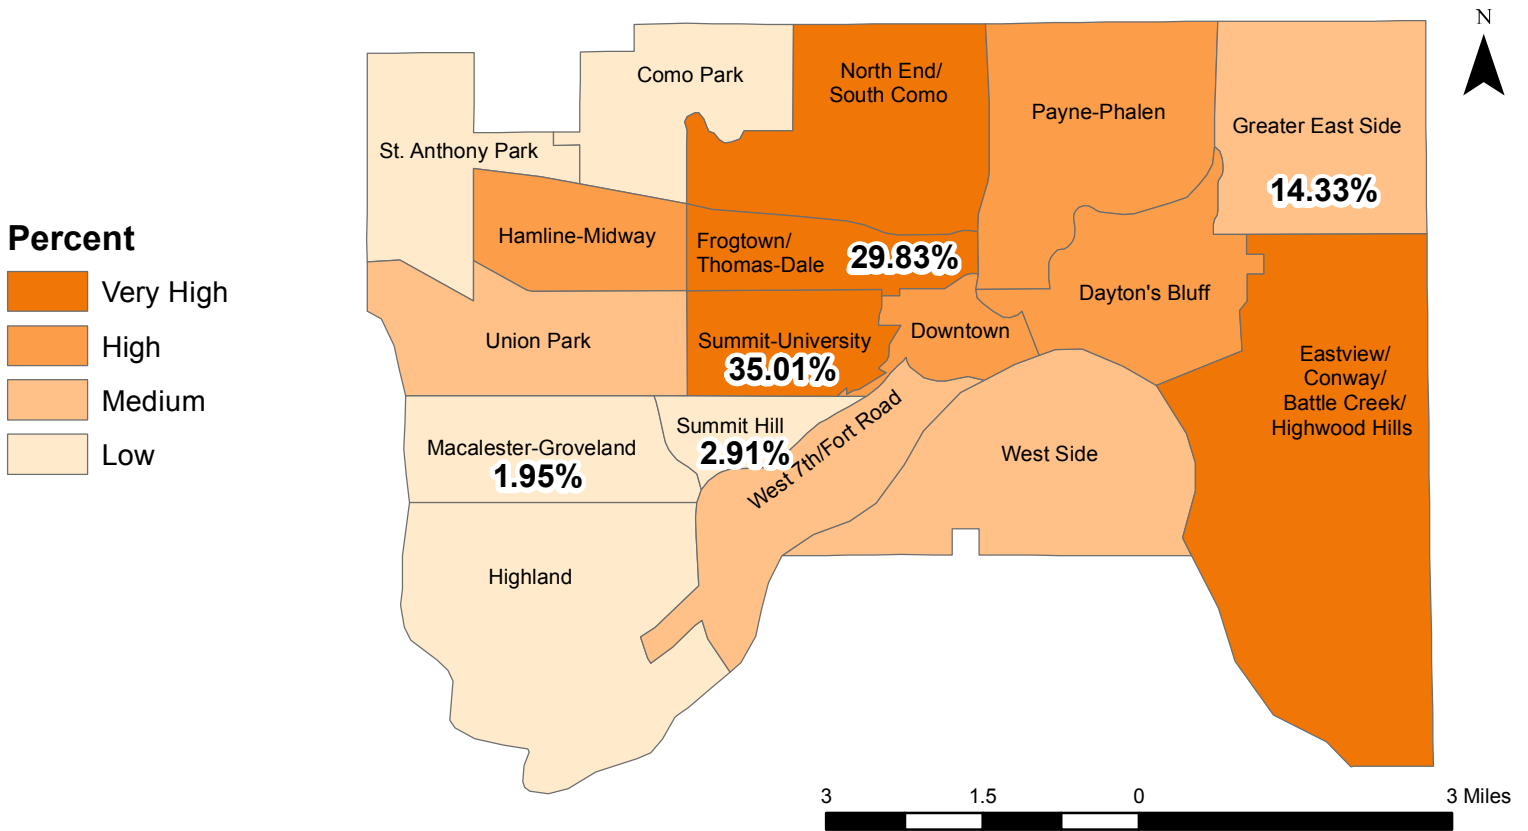 N
Como Park
North End/
South Como
Payne-Phalen
Greater East Side
14.33%
St. Anthony Park
Hamline-Midway
Frogtown/
Thomas-Dale
29.83%
Percent
Very High
High
Medium
Low
Dayton's Bluff
Union Park
Summit-University
35.01%
Downtown
Eastview/
Conway/
Battle Creek/
Highwood Hills
Macalester-Groveland
1.95%
Summit Hill
2.91%
West 7th/Fort Road
West Side
Highland
3 1.5 0 3 Miles